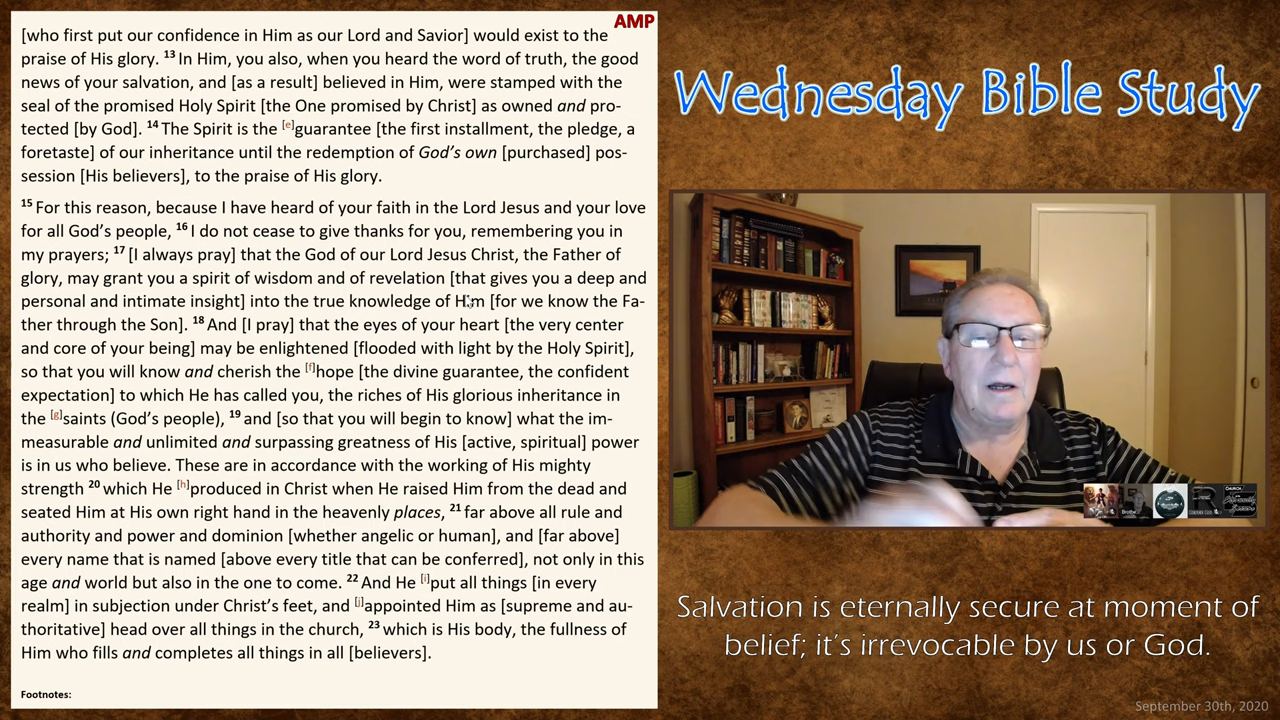 AMP
[who first put our confidence in Him as our Lord and Savior] would exist to the
praise of His glory. 13 In Him, you also, when you heard the word of truth, the good
news of your salvation, and [as a result] believed in Him, were stamped with the
seal of the promised Holy Spirit [the One promised by Christ] as owned and pro-
tected [by God]. 14 The Spirit is the [e]guarantee [the first installment, the pledge, a
foretaste] of our inheritance until the redemption of God's own [purchased] pos-
session [His believers], to the praise of His glory.
15 For this reason, because I have heard of your faith in the Lord Jesus and your love
for all God's people, 16 I do not cease to give thanks for you, remembering you in
my prayers; 17 [I always pray] that the God of our Lord Jesus Christ, the Father of
glory, may grant you a spirit of wisdom and of revelation [that gives you a deep and
personal and intimate insight] into the true knowledge of Him [for we know the Fa-
ther through the Son]. 18 And [I pray] that the eyes of your heart [the very center
and core of your being] may be enlightened [flooded with light by the Holy Spirit],
so that you will know and cherish the [f]hope [the divine guarantee, the confident
expectation] to which He has called you, the riches of His glorious inheritance in
the [g]saints (God's people), 19 and [so that you will begin to know] what the im-
measurable and unlimited and surpassing greatness of His [active, spiritual] power
is in us who believe. These are in accordance with the working of His mighty
strength 20 which He [h]produced in Christ when He raised Him from the dead and
seated Him at His own right hand in the heavenly places, 21 far above all rule and
authority and power and dominion [whether angelic or human], and [far above]
every name that is named [above every title that can be conferred], not only in this
age and world but also in the one to come. 22 And He [i]put all things [in every
realm] in subjection under Christ's feet, and [j]appointed Him as [supreme and au-
thoritative] head over all things in the church, 23 which is His body, the fullness of
Him who fills and completes all things in all [believers].
Footnotes:
Wednesday Bible Study
Salvation is eternally secure at moment of
belief; it's irrevocable by us or God.
September 30th, 2020